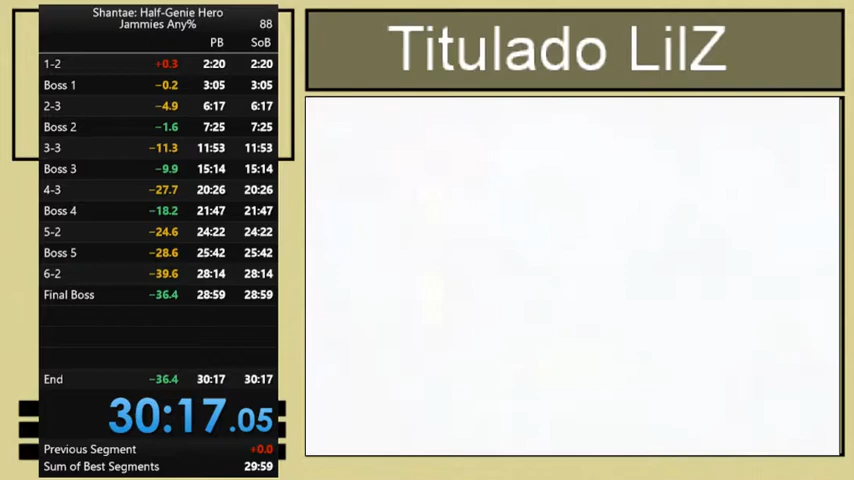 Shantae: Half-Genie Hero
Jammies Any% 88
PB SoB
1-2 +0.3 2:20 2:20
Boss 1 −0.2 3:05 3:05
2-3 −4.9 6:17 6:17
Boss 2 −1.6 7:25 7:25
3-3 −11.3 11:53 11:53
Boss 3 −9.9 15:14 15:14
4-3 −27.7 20:26 20:26
Boss 4 −18.2 21:47 21:47
5-2 −24.6 24:22 24:22
Boss 5 −28.6 25:42 25:42
6-2 −39.6 28:14 28:14
Final Boss −36.4 28:59 28:59
End −36.4 30:17 30:17
30:17.05
Previous Segment +0.0
Sum of Best Segments 29:59
Titulado LilZ